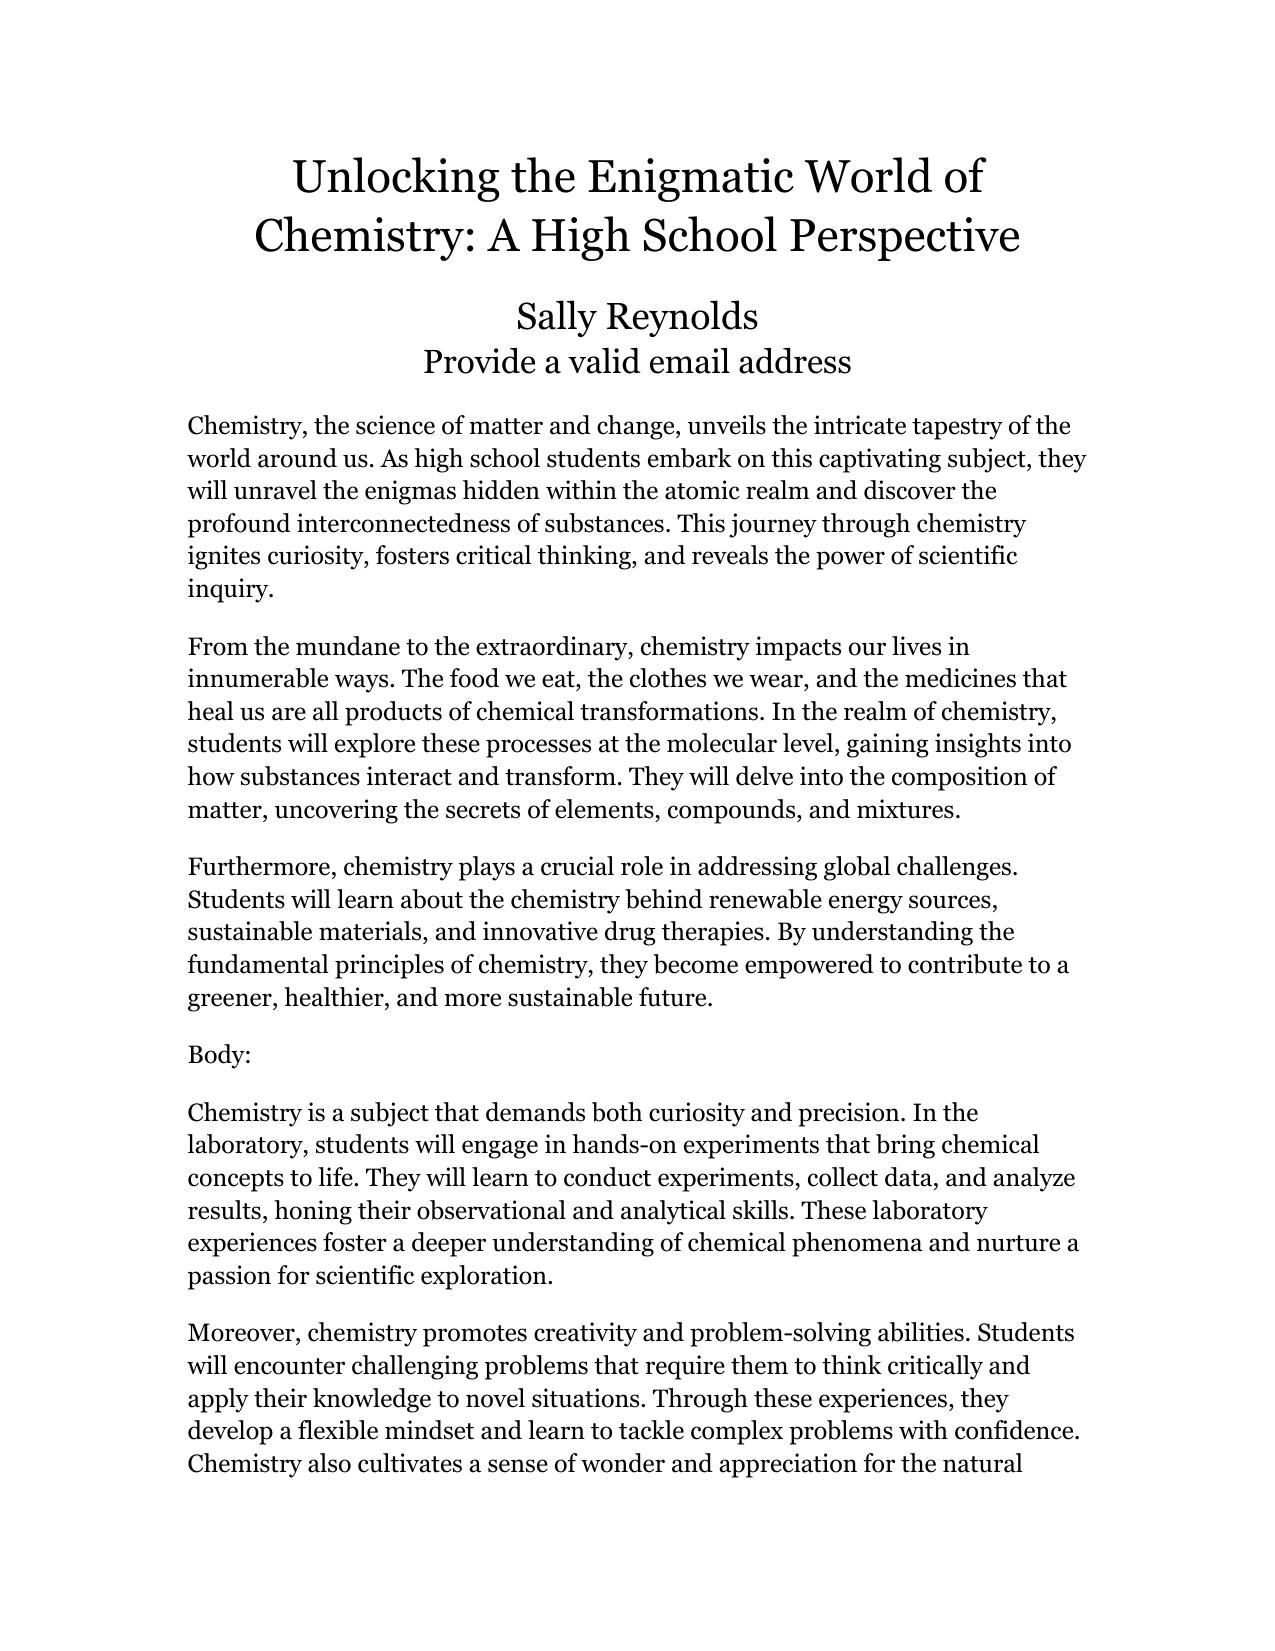 Unlocking the Enigmatic World of
Chemistry: A High School Perspective
Sally Reynolds
Provide a valid email address
Chemistry, the science of matter and change, unveils the intricate tapestry of the
world around us. As high school students embark on this captivating subject, they
will unravel the enigmas hidden within the atomic realm and discover the
profound interconnectedness of substances. This journey through chemistry
ignites curiosity, fosters critical thinking, and reveals the power of scientific
inquiry.
From the mundane to the extraordinary, chemistry impacts our lives in
innumerable ways. The food we eat, the clothes we wear, and the medicines that
heal us are all products of chemical transformations. In the realm of chemistry,
students will explore these processes at the molecular level, gaining insights into
how substances interact and transform. They will delve into the composition of
matter, uncovering the secrets of elements, compounds, and mixtures.
Furthermore, chemistry plays a crucial role in addressing global challenges.
Students will learn about the chemistry behind renewable energy sources,
sustainable materials, and innovative drug therapies. By understanding the
fundamental principles of chemistry, they become empowered to contribute to a
greener, healthier, and more sustainable future.
Body:
Chemistry is a subject that demands both curiosity and precision. In the
laboratory, students will engage in hands-on experiments that bring chemical
concepts to life. They will learn to conduct experiments, collect data, and analyze
results, honing their observational and analytical skills. These laboratory
experiences foster a deeper understanding of chemical phenomena and nurture a
passion for scientific exploration.
Moreover, chemistry promotes creativity and problem-solving abilities. Students
will encounter challenging problems that require them to think critically and
apply their knowledge to novel situations. Through these experiences, they
develop a flexible mindset and learn to tackle complex problems with confidence.
Chemistry also cultivates a sense of wonder and appreciation for the natural